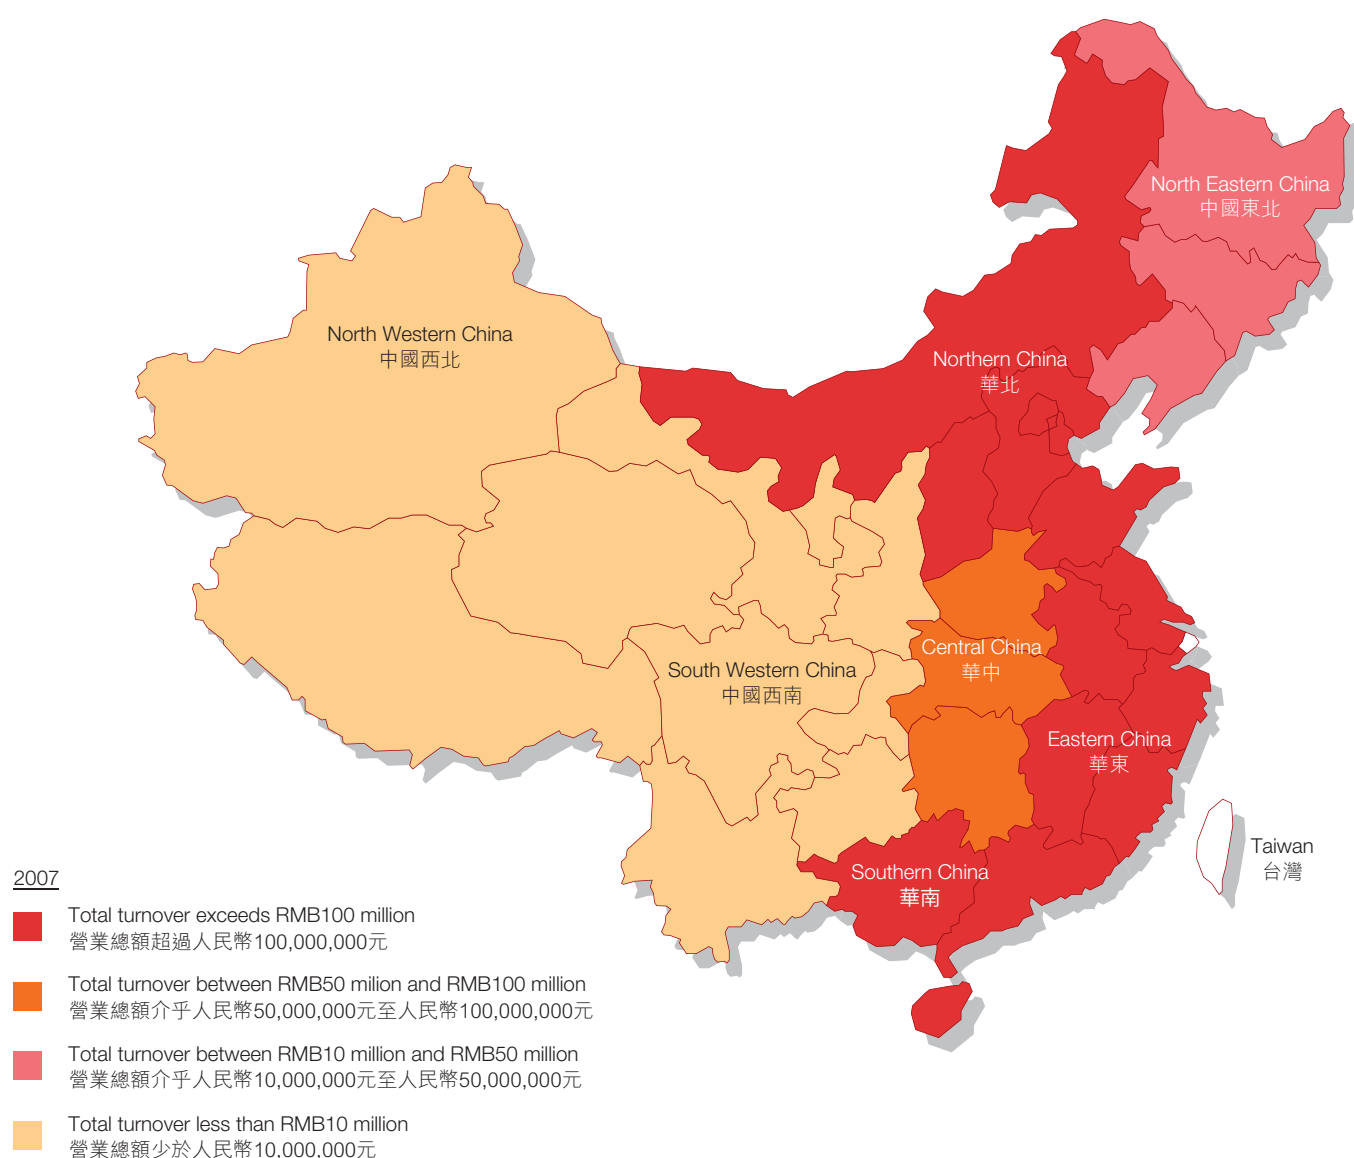 North Eastern China
中國東北
North Western China
中國西北
Northern China
華北
Central China
華中
South Western China
中國西南
Eastern China
華東
Taiwan
台灣
Southern China
華南
2007
Total turnover exceeds RMB100 million
營業總額超過人民幣100,000,000元
Total turnover between RMB50 milion and RMB100 million
營業總額介乎人民幣50,000,000元至人民幣100,000,000元
Total turnover between RMB10 million and RMB50 million
營業總額介乎人民幣10,000,000元至人民幣50,000,000元
Total turnover less than RMB10 million
營業總額少於人民幣10,000,000元